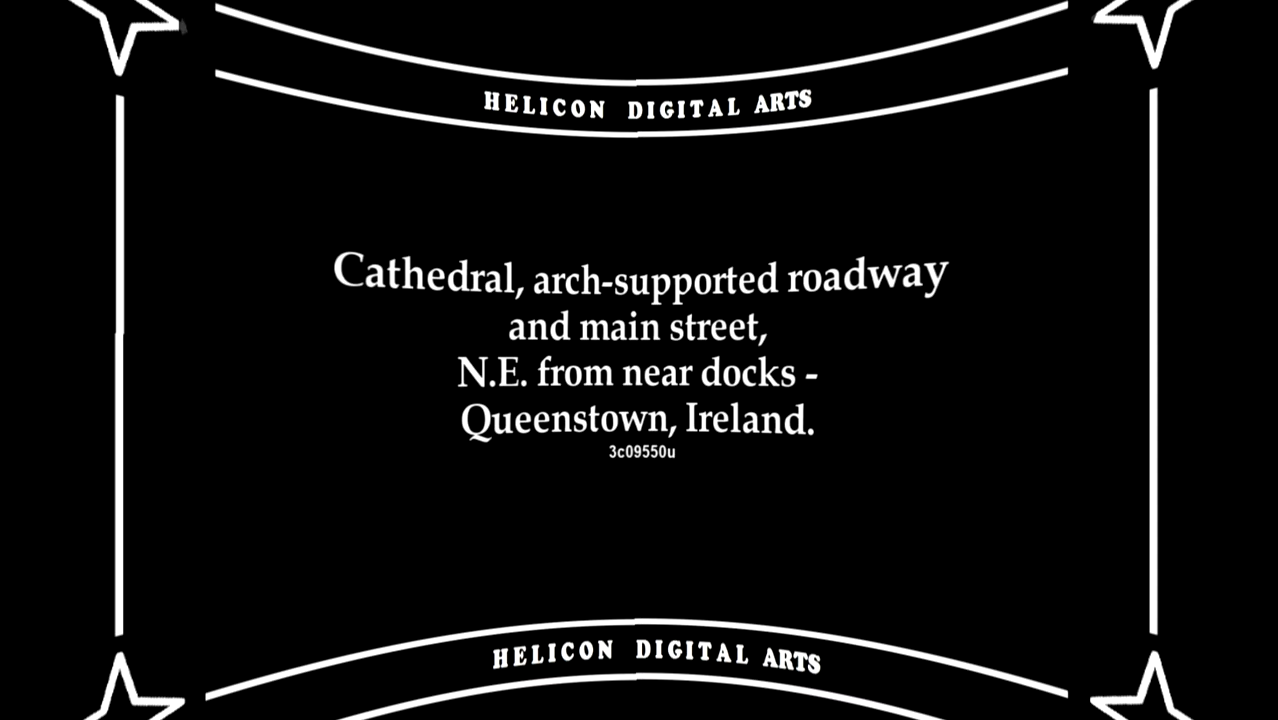 HELICON DIGITAL ARTS
Cathedral, arch-supported roadway
and main street,
N.E. from near docks -
Queenstown, Ireland.
3c09550u
HELICON DIGITAL ARTS